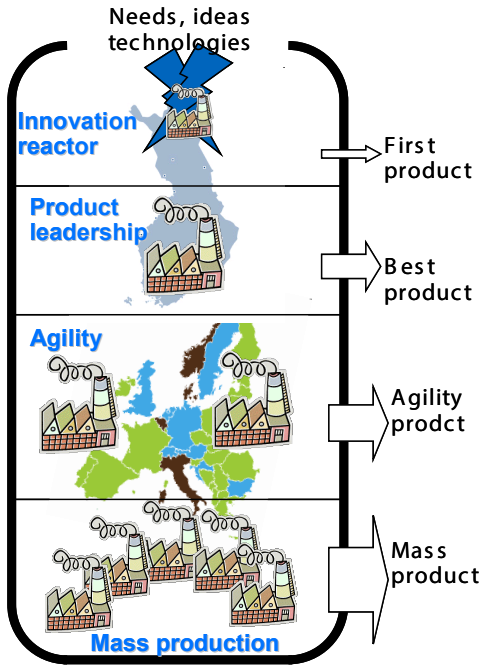 Needs, ideas
technologies
Innovation
reactor
First
product
Product
leadership
Best
product
Agility
Agility
prodct
Mass
product
Mass production